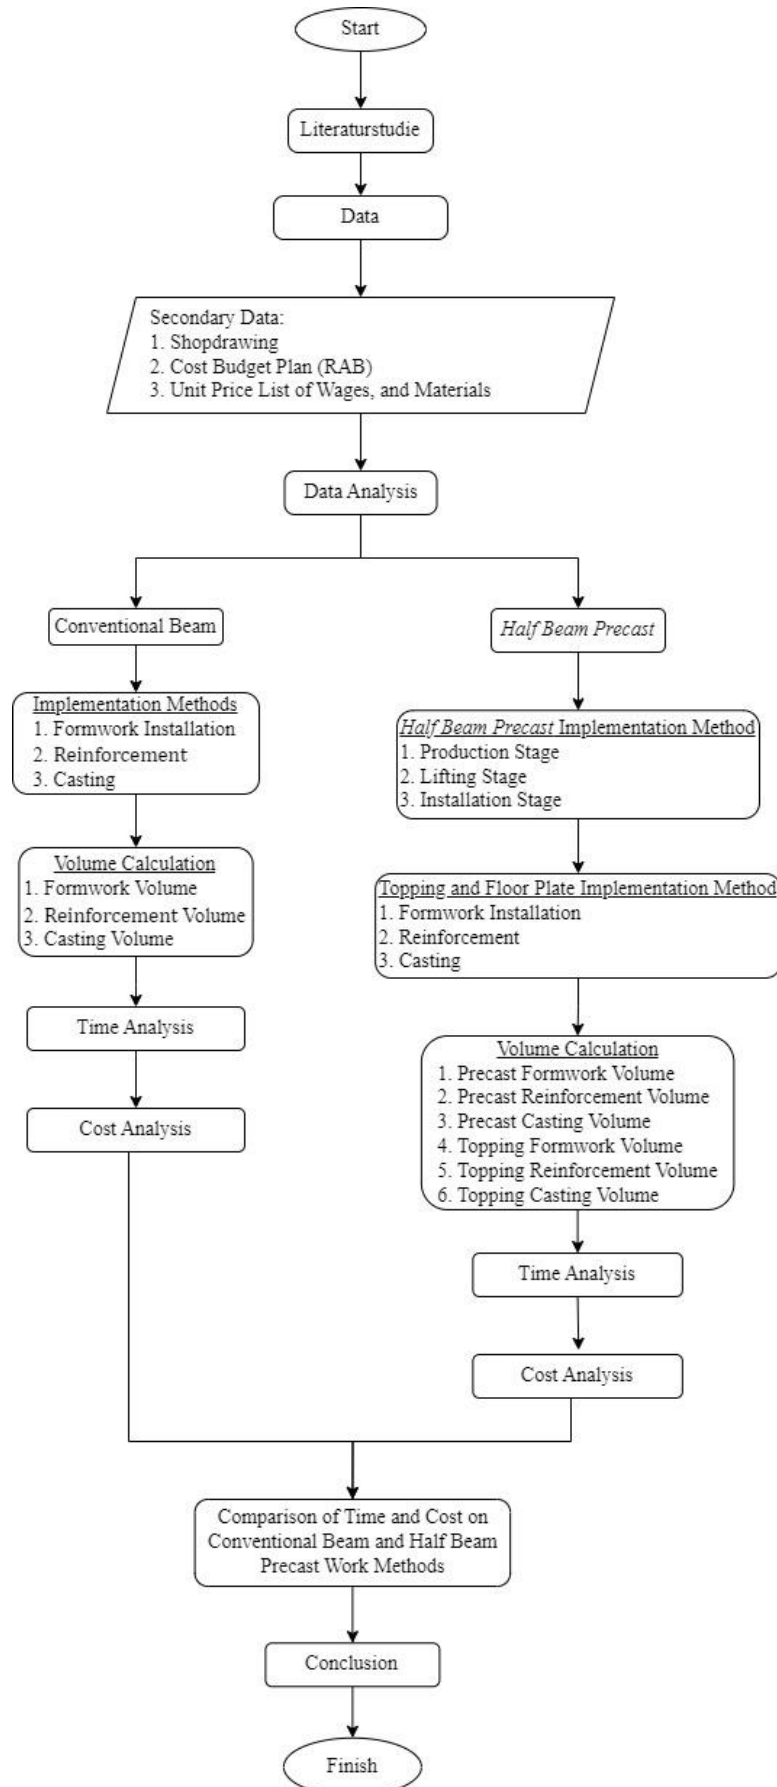 Start
Literaturstudie
Data
Secondary Data:
1. Shopdrawing
2. Cost Budget Plan (RAB)
3. Unit Price List of Wages, and Materials
Data Analysis
Conventional Beam
Implementation Methods
1. Formwork Installation
2. Reinforcement
3. Casting
Volume Calculation
1. Formwork Volume
2. Reinforcement Volume
3. Casting Volume
Time Analysis
Cost Analysis
Half Beam Precast
Half Beam Precast Implementation Method
1. Production Stage
2. Lifting Stage
3. Installation Stage
Topping and Floor Plate Implementation Method
1. Formwork Installation
2. Reinforcement
3. Casting
Volume Calculation
1. Precast Formwork Volume
2. Precast Reinforcement Volume
3. Precast Casting Volume
4. Topping Formwork Volume
5. Topping Reinforcement Volume
6. Topping Casting Volume
Time Analysis
Cost Analysis
Comparison of Time and Cost on
Conventional Beam and Half Beam
Precast Work Methods
Conclusion
Finish